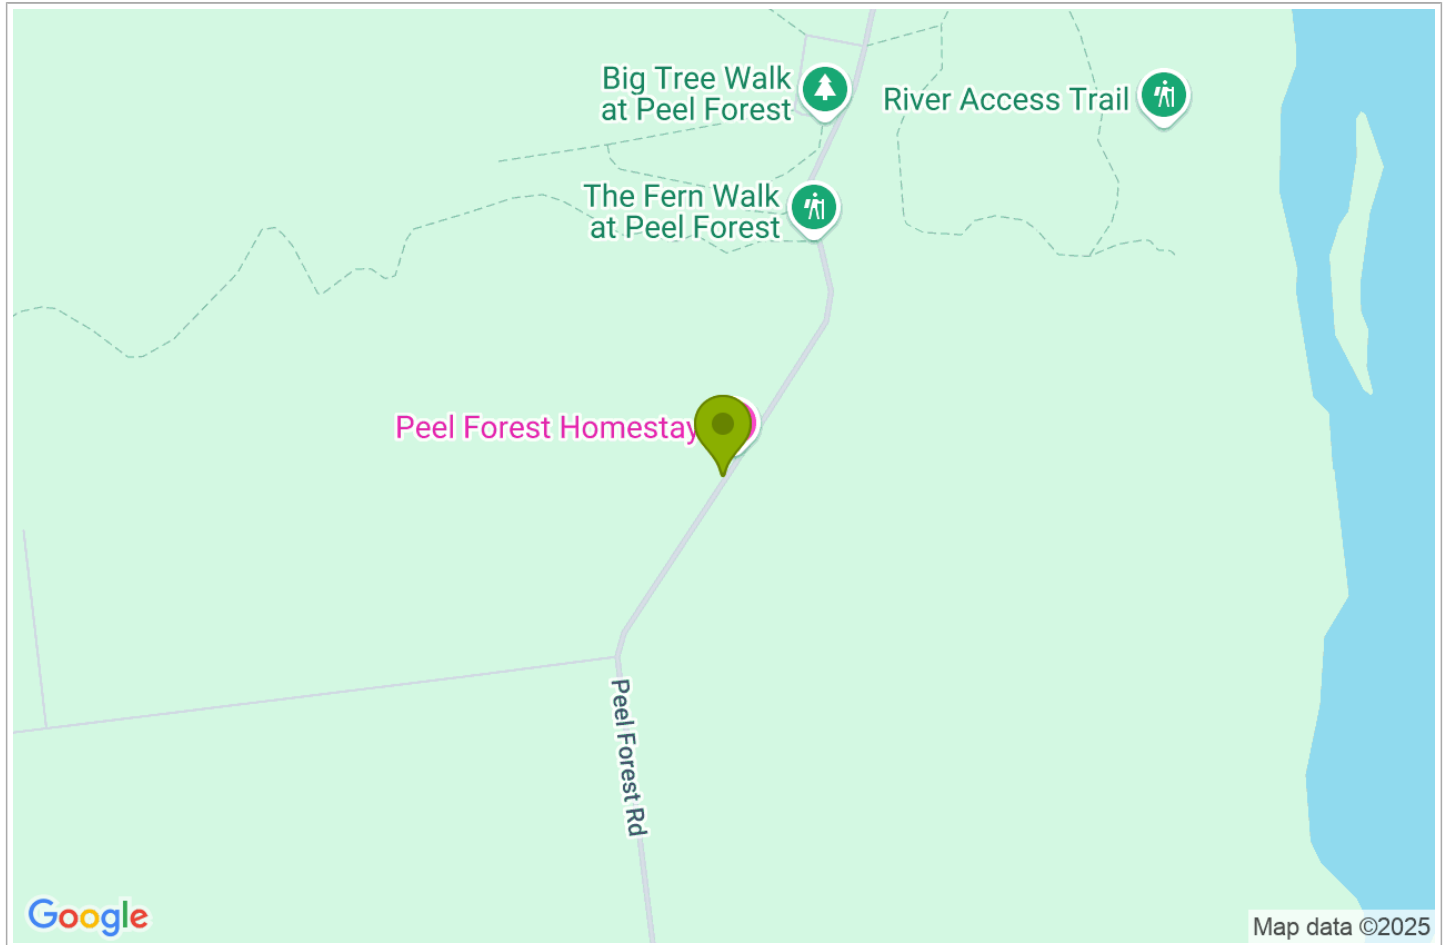 Big Tree Walk
at Peel Forest
River Access Trail
The Fern Walk
at Peel Forest
Peel Forest Homestay
Peel Forest Rd
Google
Map data ©2025